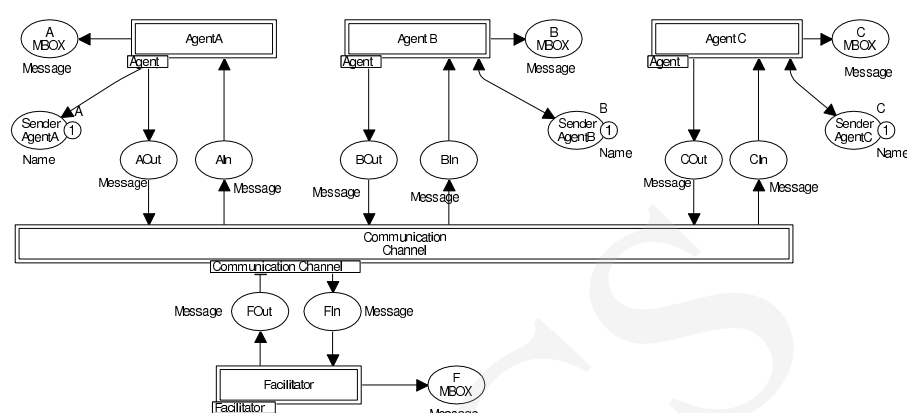 A
MBOX
Message
AgentA
Agent
B
MBOX
Message
Agent B
Agent
C
MBOX
Message
Agent C
Agent
A
Sender
AgentA
1
Name
B
Sender
AgentB
1
Name
C
Sender
AgentC
1
Name
AOut
Message
AIn
Message
BOut
Message
BIn
Message
COut
Message
CIn
Message
Communication
Channel
Communication Channel
Message
FOut
FIn
Message
Facilitator
Facilitator
F
MBOX
Message
CS